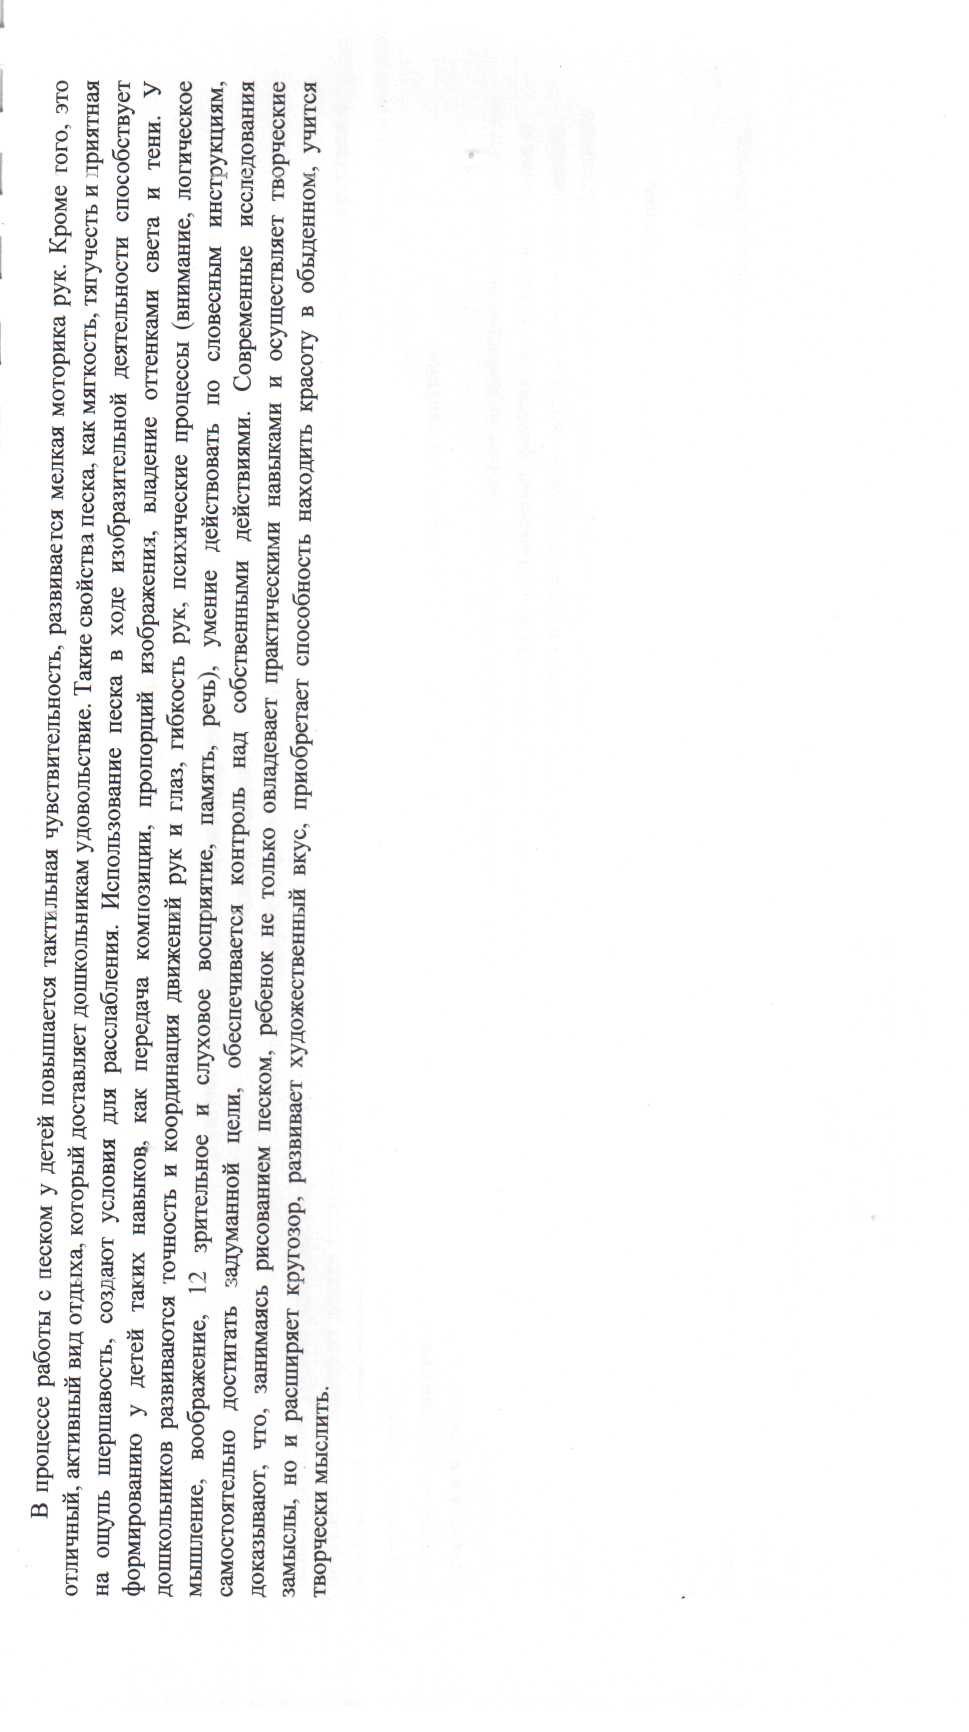 В процессе работы с песком у детей повышается тактильная чувствительность, развивается мелкая моторика рук. Кроме того, это
отличный, активный вид отдыха, который доставляет дошкольникам удовольствие. Такие свойства песка, как мягкость, тягучесть и приятная
на ощупь шершавость, создают условия для расслабления. Использование песка в ходе изобразительной деятельности способствует
формированию у детей таких навыков, как передача композиции, пропорций изображения, владение оттенками света и тени. У
дошкольников развиваются точность и координация движений рук и глаз, гибкость рук, психические процессы (внимание, логическое
мышление, воображение, 12 зрительное и слуховое восприятие, память, речь), умение действовать по словесным инструкциям,
самостоятельно достигать задуманной цели, обеспечивается контроль над собственными действиями. Современные исследования
доказывают, что, занимаясь рисованием песком, ребенок не только овладевает практическими навыками и осуществляет творческие
замыслы, но и расширяет кругозор, развивает художественный вкус, приобретает способность находить красоту в обыденном, учится
творчески мыслить.